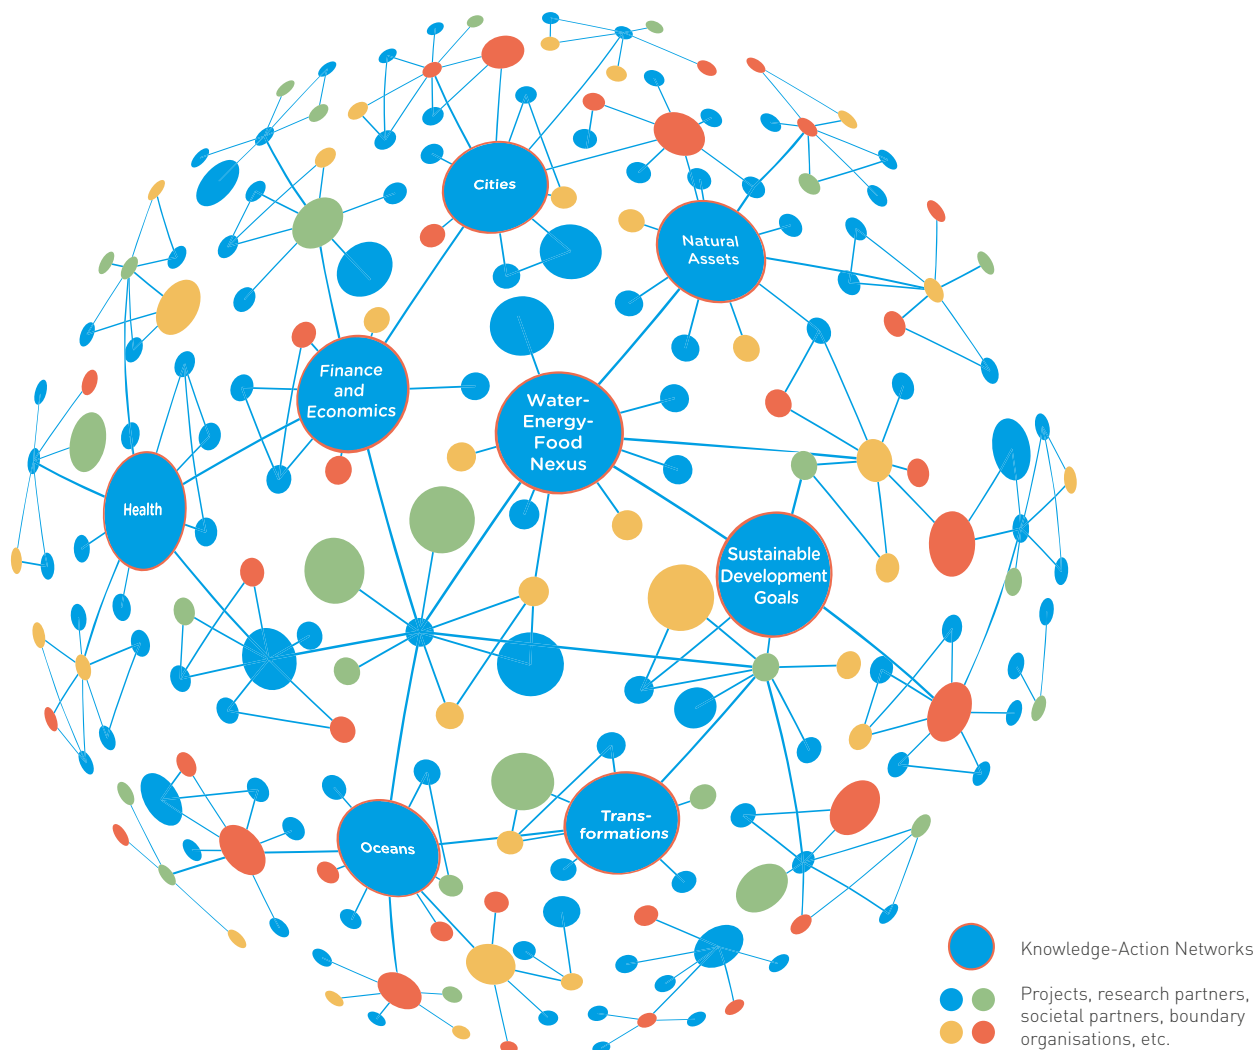 Cities
Natural
Assets
Finance
and
Economics
Water-
Energy-
Food
Nexus
Health
Sustainable
Development
Goals
Trans-
formations
Oceans
Knowledge-Action Networks
Projects, research partners,
societal partners, boundary
organisations, etc.